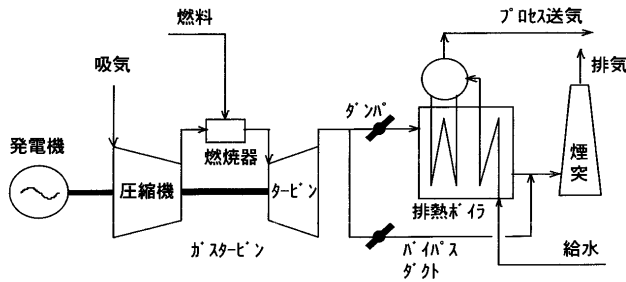 燃料
ﾌﾟﾛｾｽ送気
吸気
排気
ﾀﾞﾝﾊﾟ
発電機
燃焼器
圧縮機
ﾀｰﾋﾞﾝ
煙突
排熱ﾎﾞｲﾗ
ｶﾞｽﾀｰﾋﾞﾝ
ﾊﾞｲﾊﾟｽ
ﾀﾞｸﾄ
給水